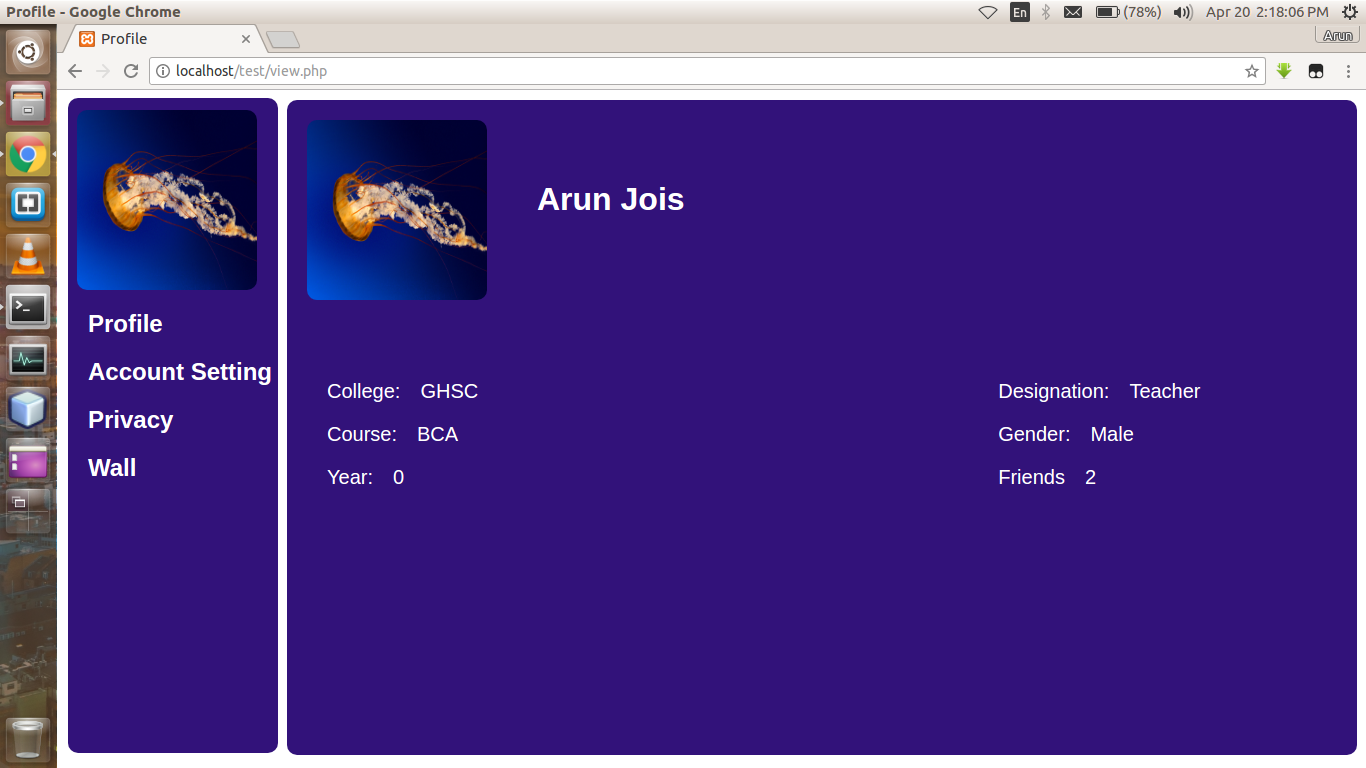 Profile - Google Chrome
En
(78%)
Apr 20 2:18:06 PM
Profile
Arun
localhost/test/view.php
Profile
Account Setting
Privacy
Wall
Arun Jois
College: GHSC
Designation: Teacher
Course: BCA
Gender: Male
Year: 0
Friends 2